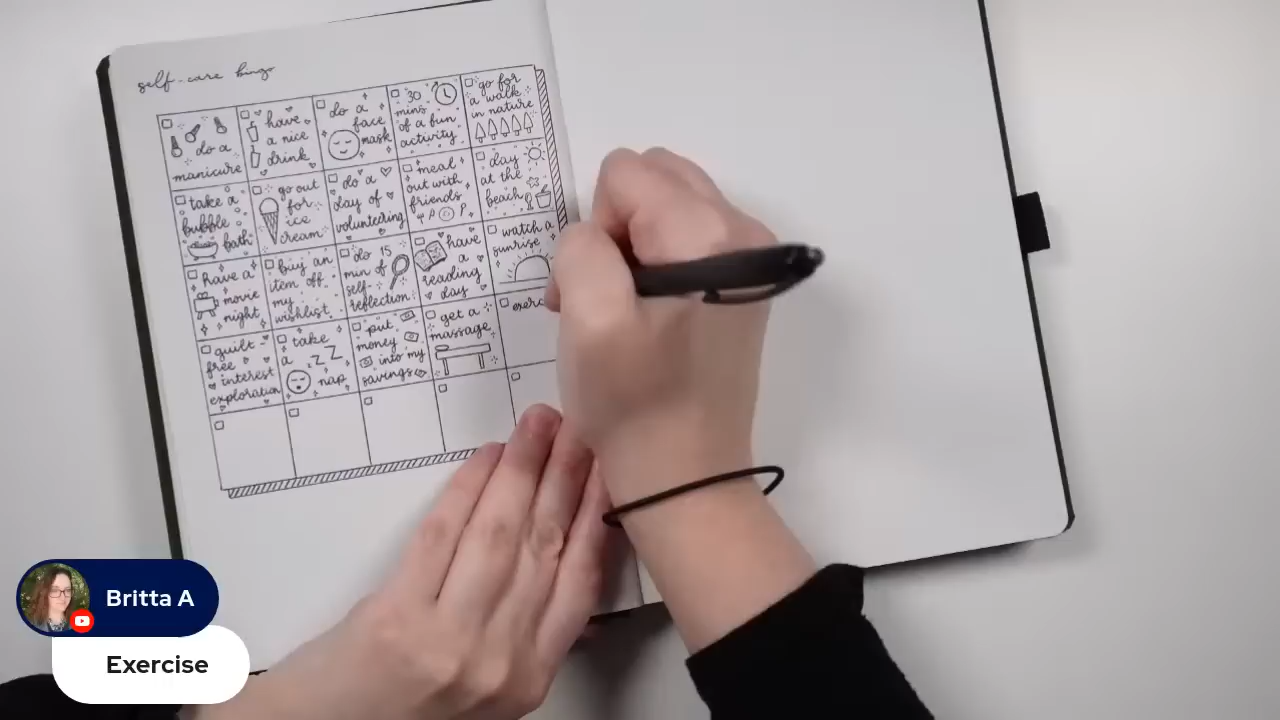 self-care bingo
do a
manicure
have
a nice
drink
do a
face
mask
30
mins
of a fun
activity
go for
a walk
in nature
take a
bubble
bath
go out
for
ice
cream
do a
day of
volunteering
meal
out with
friends
day
at the
beach
have a
movie
night
buy an
item off
my
wishlist
do 15
min of
self-
reflection
have
a
reading
day
watch a
sunrise
guilt-
free
interest
exploration
take
a
zZZ
nap
put
money
into my
savings
get a
massage
exerc
Britta A
Exercise